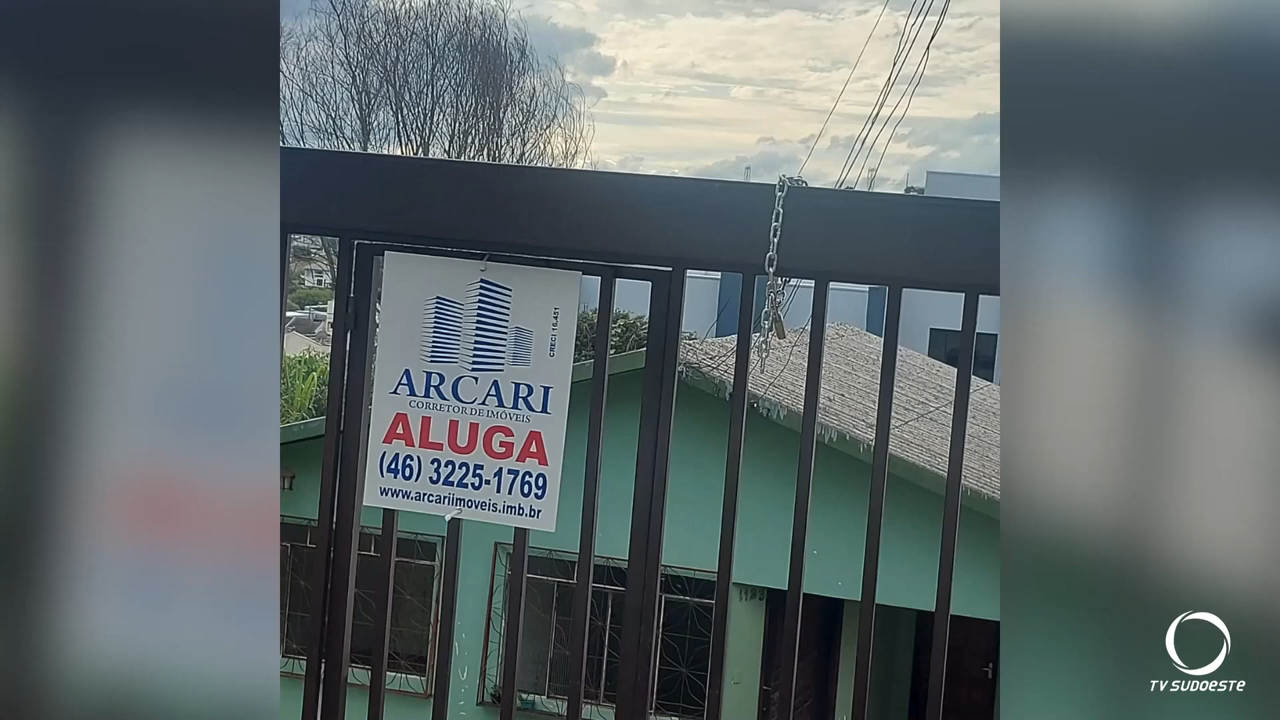 CRECI 16.451
ARCARI
CORRETOR DE IMÓVEIS
ALUGA
(46) 3225-1769
www.arcariimoveis.imb.br
TV SUDOESTE